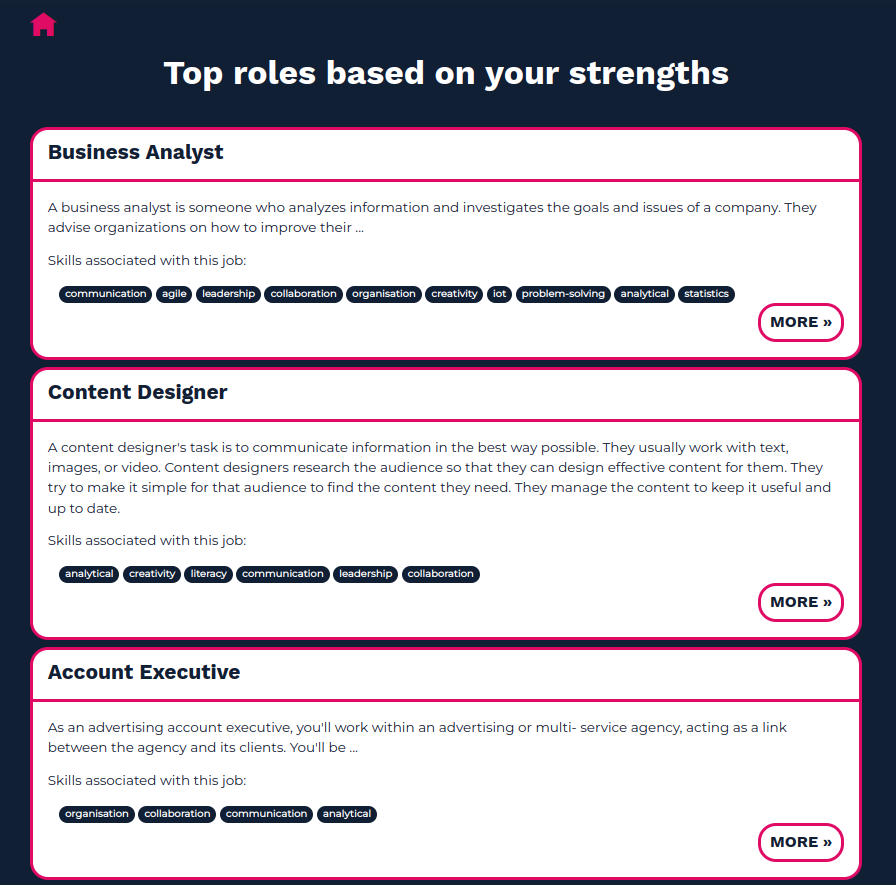 Top roles based on your strengths
Business Analyst
A business analyst is someone who analyzes information and investigates the goals and issues of a company. They
advise organizations on how to improve their ...
Skills associated with this job:
communication agile leadership collaboration organisation creativity iot problem-solving analytical statistics
MORE »
Content Designer
A content designer's task is to communicate information in the best way possible. They usually work with text,
images, or video. Content designers research the audience so that they can design effective content for them. They
try to make it simple for that audience to find the content they need. They manage the content to keep it useful and
up to date.
Skills associated with this job:
analytical creativity literacy communication leadership collaboration
MORE »
Account Executive
As an advertising account executive, you'll work within an advertising or multi- service agency, acting as a link
between the agency and its clients. You'll be ...
Skills associated with this job:
organisation collaboration communication analytical
MORE »